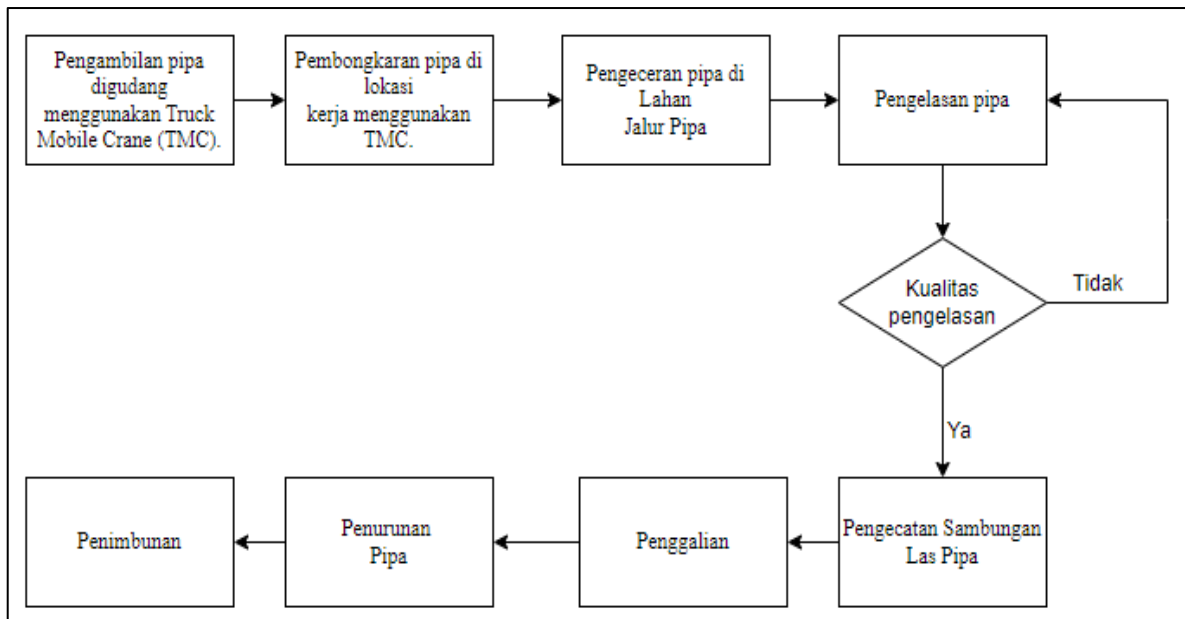 Pengambilan pipa
digudang
menggunakan Truck
Mobile Crane (TMC).
Pembongkaran pipa di
lokasi
kerja menggunakan
TMC.
Pengeceran pipa di
Lahan
Jalur Pipa
Pengelasan pipa
Kualitas
pengelasan
Tidak
Ya
Pengecatan Sambungan
Las Pipa
Penggalian
Penurunan
Pipa
Penimbunan